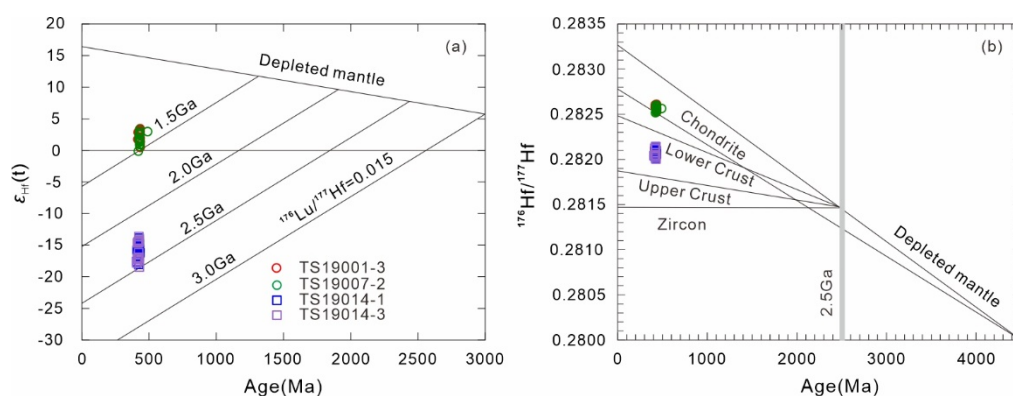 (a)
20
15
10
5
0
-5
-10
-15
-20
-25
-30
εHf(t)
Depleted mantle
1.5Ga
2.0Ga
2.5Ga
3.0Ga
¹⁷⁶Lu/¹⁷⁷Hf=0.015
TS19001-3
TS19007-2
TS19014-1
TS19014-3
0 500 1000 1500 2000 2500 3000
Age(Ma)
(b)
0.2835
0.2830
0.2825
0.2820
0.2815
0.2810
0.2805
0.2800
¹⁷⁶Hf/¹⁷⁷Hf
Chondrite
Lower Crust
Upper Crust
Zircon
Depleted mantle
2.5Ga
0 1000 2000 3000 4000
Age(Ma)